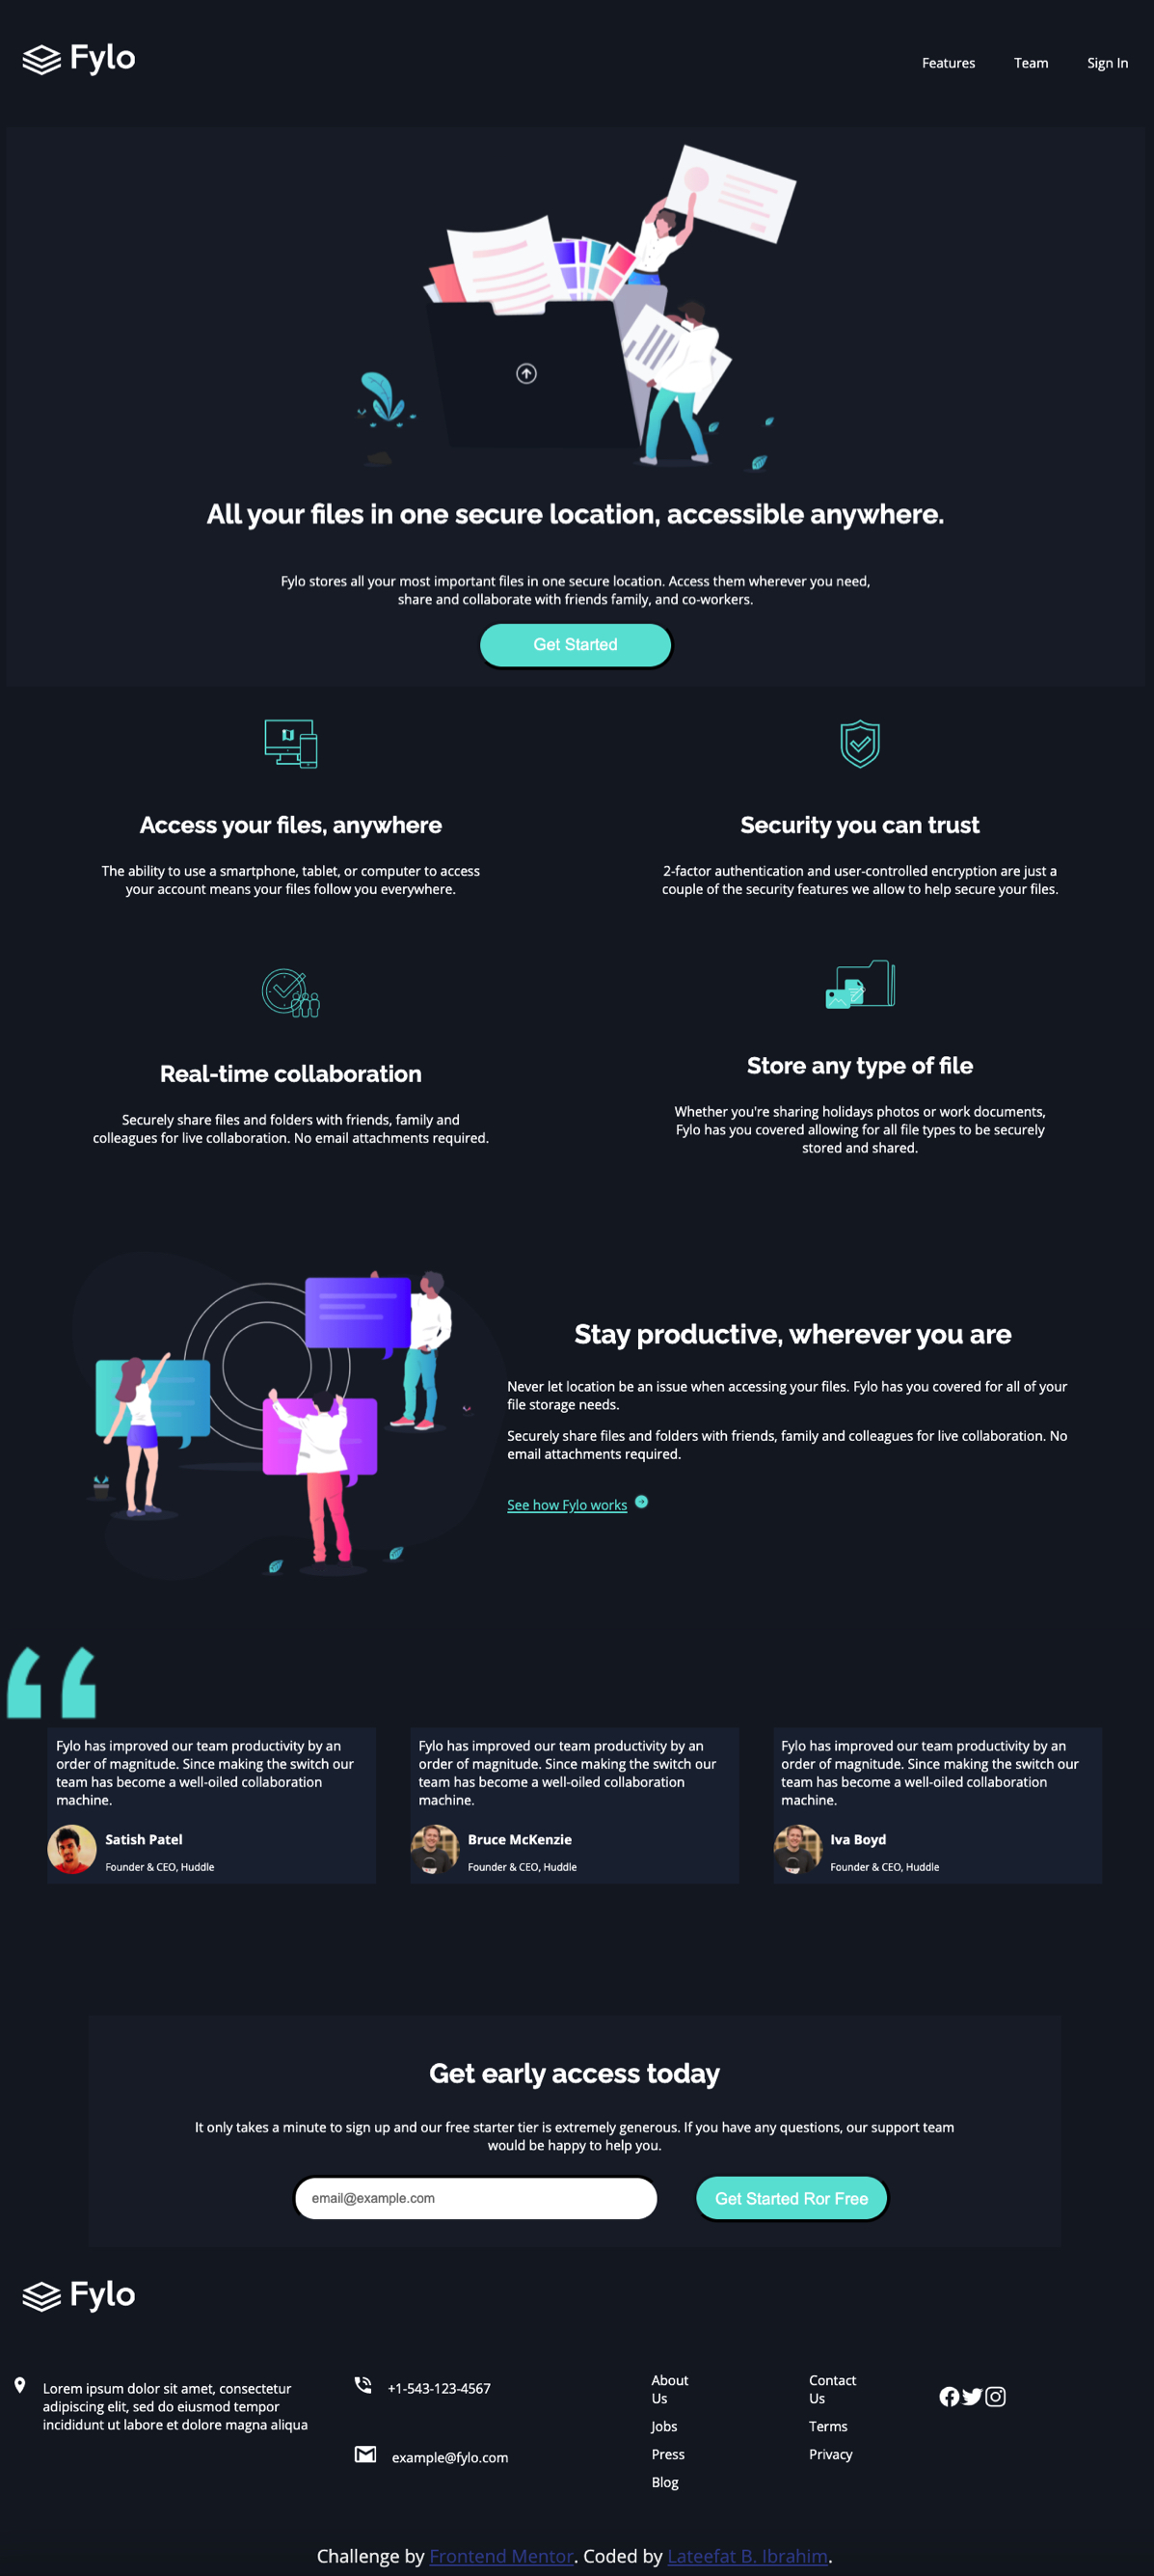 Fylo
Features Team Sign In
All your files in one secure location, accessible anywhere.
Fylo stores all your most important files in one secure location. Access them wherever you need,
share and collaborate with friends family, and co-workers.
Get Started
Access your files, anywhere
The ability to use a smartphone, tablet, or computer to access
your account means your files follow you everywhere.
Security you can trust
2-factor authentication and user-controlled encryption are just a
couple of the security features we allow to help secure your files.
Real-time collaboration
Securely share files and folders with friends, family and
colleagues for live collaboration. No email attachments required.
Store any type of file
Whether you're sharing holidays photos or work documents,
Fylo has you covered allowing for all file types to be securely
stored and shared.
Stay productive, wherever you are
Never let location be an issue when accessing your files. Fylo has you covered for all of your
file storage needs.
Securely share files and folders with friends, family and colleagues for live collaboration. No
email attachments required.
See how Fylo works
Fylo has improved our team productivity by an
order of magnitude. Since making the switch our
team has become a well-oiled collaboration
machine.
Satish Patel
Founder & CEO, Huddle
Fylo has improved our team productivity by an
order of magnitude. Since making the switch our
team has become a well-oiled collaboration
machine.
Bruce McKenzie
Founder & CEO, Huddle
Fylo has improved our team productivity by an
order of magnitude. Since making the switch our
team has become a well-oiled collaboration
machine.
Iva Boyd
Founder & CEO, Huddle
Get early access today
It only takes a minute to sign up and our free starter tier is extremely generous. If you have any questions, our support team
would be happy to help you.
email@example.com
Get Started Ror Free
Fylo
Lorem ipsum dolor sit amet, consectetur
adipiscing elit, sed do eiusmod tempor
incididunt ut labore et dolore magna aliqua
+1-543-123-4567
example@fylo.com
About
Us
Jobs
Press
Blog
Contact
Us
Terms
Privacy
Challenge by Frontend Mentor. Coded by Lateefat B. Ibrahim.